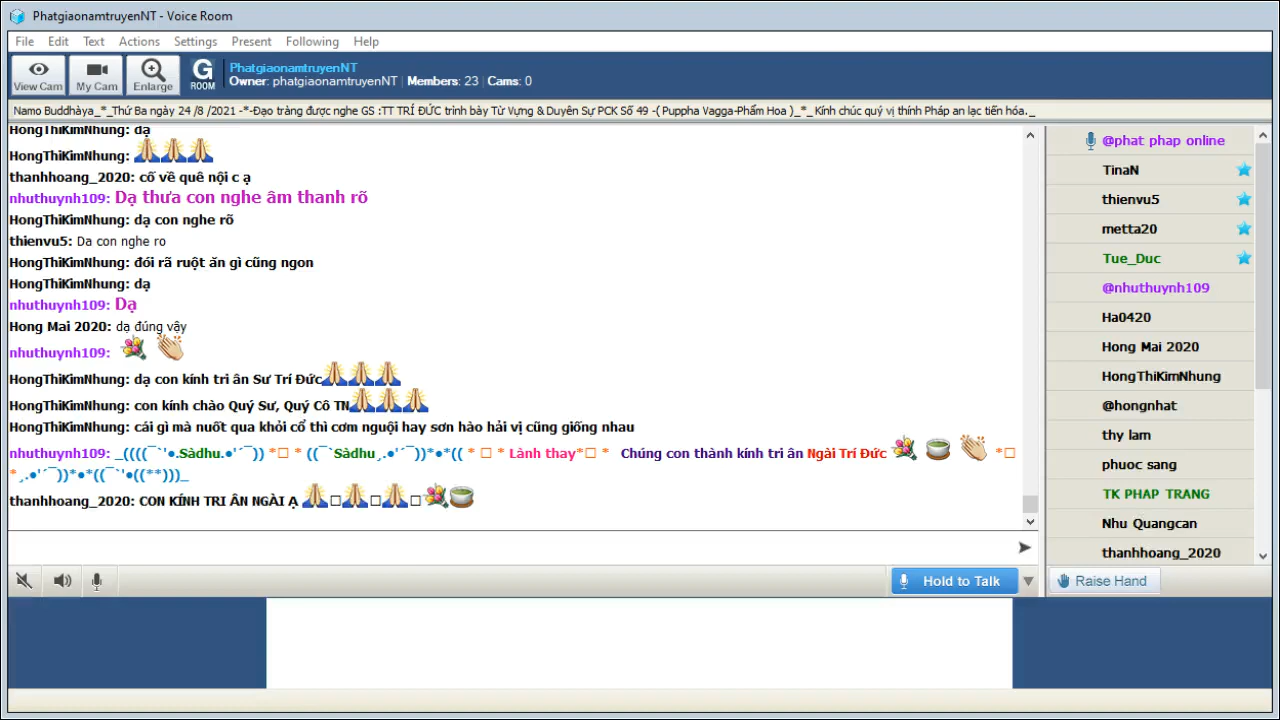 PhatgiaonamtruyenNT - Voice Room
File Edit Text Actions Settings Present Following Help
View Cam My Cam Enlarge G ROOM
PhatgiaonamtruyenNT
Owner: phatgiaonamtruyenNT | Members: 23 | Cams: 0
Namo Buddhàya_*_Thứ Ba ngày 24 /8 /2021 -*-Đạo tràng được nghe GS :TT TRÍ ĐỨC trình bày Từ Vựng & Duyên Sự PCK Số 49 -( Puppha Vagga-Phẩm Hoa )_*_Kính chúc quý vị thính Pháp an lạc tiến hóa._
HongThiKimNhung: dạ
HongThiKimNhung:
thanhhoang_2020: cố về quê nội c ạ
nhuthuynh109: Dạ thưa con nghe âm thanh rõ
HongThiKimNhung: dạ con nghe rõ
thienvu5: Da con nghe ro
HongThiKimNhung: đói rã ruột ăn gì cũng ngon
HongThiKimNhung: dạ
nhuthuynh109: Dạ
Hong Mai 2020: dạ đúng vậy
nhuthuynh109:
HongThiKimNhung: dạ con kính tri ân Sư Trí Đức
HongThiKimNhung: con kính chào Quý Sư, Quý Cô TN
HongThiKimNhung: cái gì mà nuốt qua khỏi cổ thì cơm nguội hay sơn hào hải vị cũng giống nhau
nhuthuynh109: _((((¯`'●.Sàdhu.●'´¯)) *□ * ((¯`Sàdhu¸.●'´¯))*●*(( * □ * Lành thay*□ * Chúng con thành kính tri ân Ngài Trí Đức *□
*¸.●'´¯))*●*((¯`'●((**)))_
thanhhoang_2020: CON KÍNH TRI ÂN NGÀI Ạ □ □ □
Hold to Talk
@phat phap online
TinaN
thienvu5
metta20
Tue_Duc
@nhuthuynh109
Ha0420
Hong Mai 2020
HongThiKimNhung
@hongnhat
thy lam
phuoc sang
TK PHAP TRANG
Nhu Quangcan
thanhhoang_2020
Raise Hand